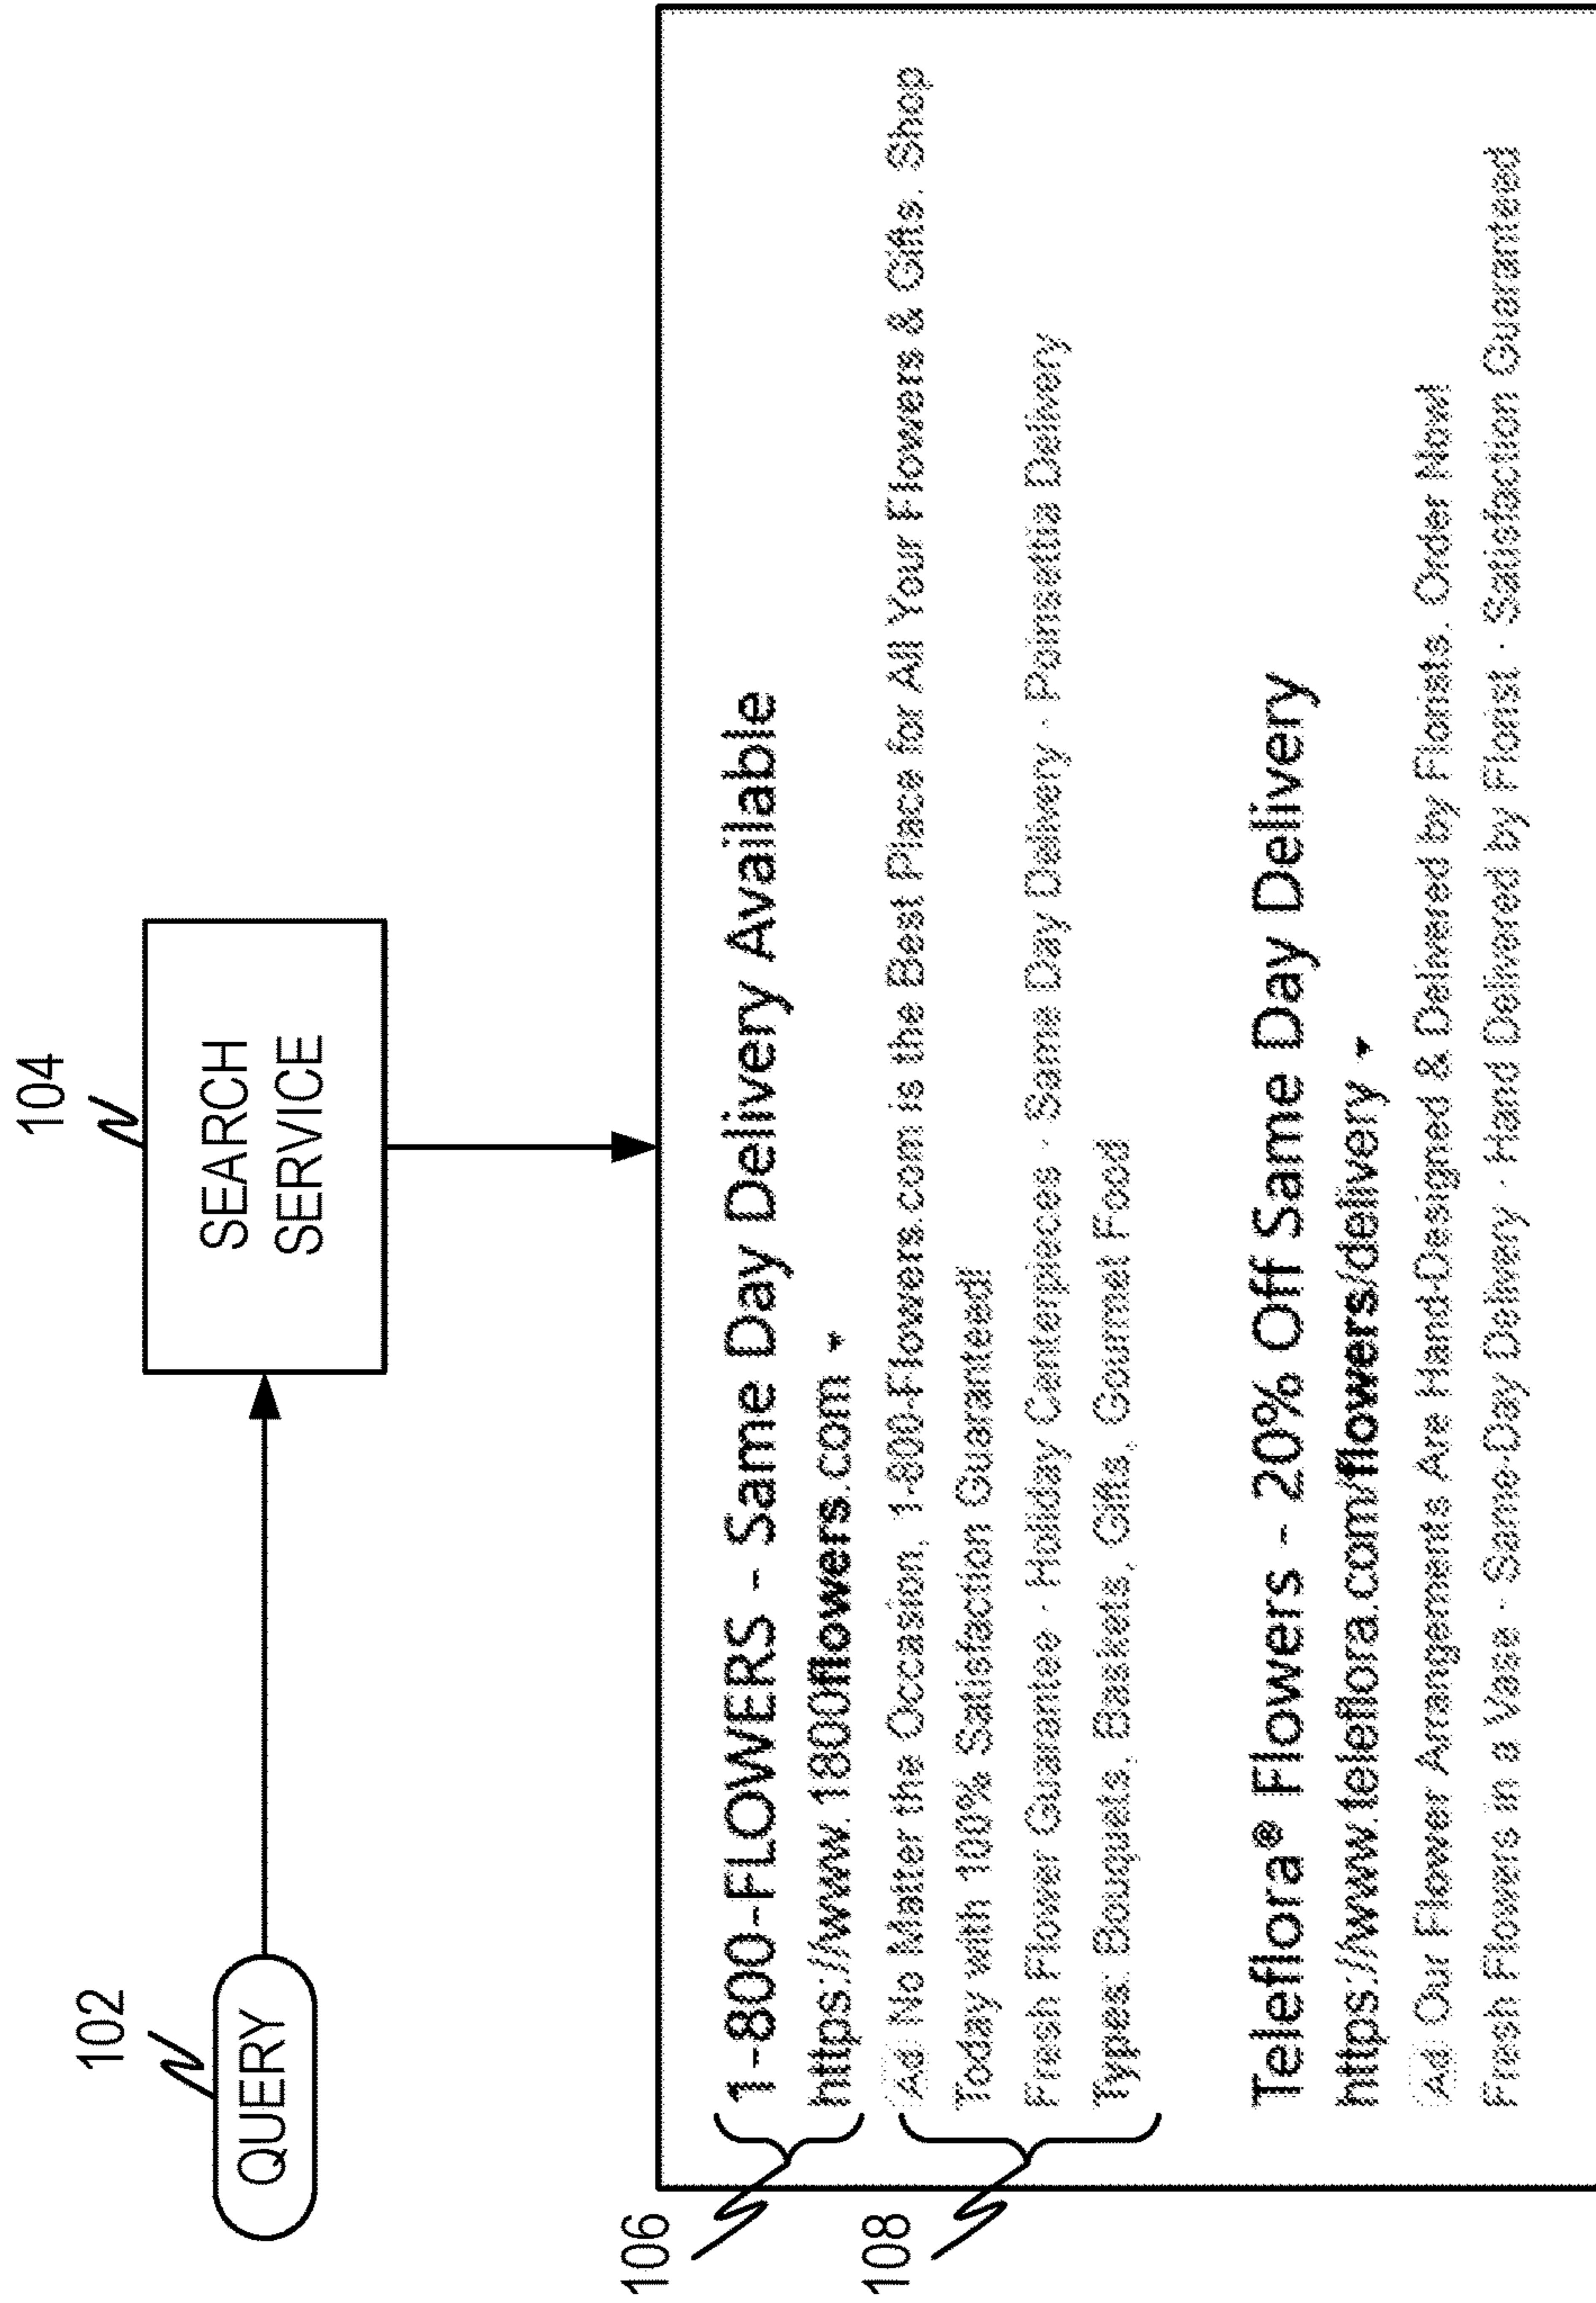 102
QUERY
104
SEARCH
SERVICE
106
1-800-FLOWERS - Same Day Delivery Available
https://www.1800flowers.com
108
Ad No Matter the Occasion, 1-800-Flowers.com is the Best Place for All Your Flowers & Gifts. Shop
Today with 100% Satisfaction Guaranteed!
Fresh Flower Guarantee · Holiday Centerpieces · Same Day Delivery · Poinsettia Delivery
Types: Bouquets, Baskets, Gifts, Gourmet Food
Teleflora® Flowers - 20% Off Same Day Delivery
https://www.teleflora.com/flowers/delivery
Ad Our Flower Arrangements Are Hand-Designed & Delivered by Florists. Order Now!
Fresh Flowers in a Vase · Same-Day Delivery · Hand Delivered by Florist · Satisfaction Guaranteed